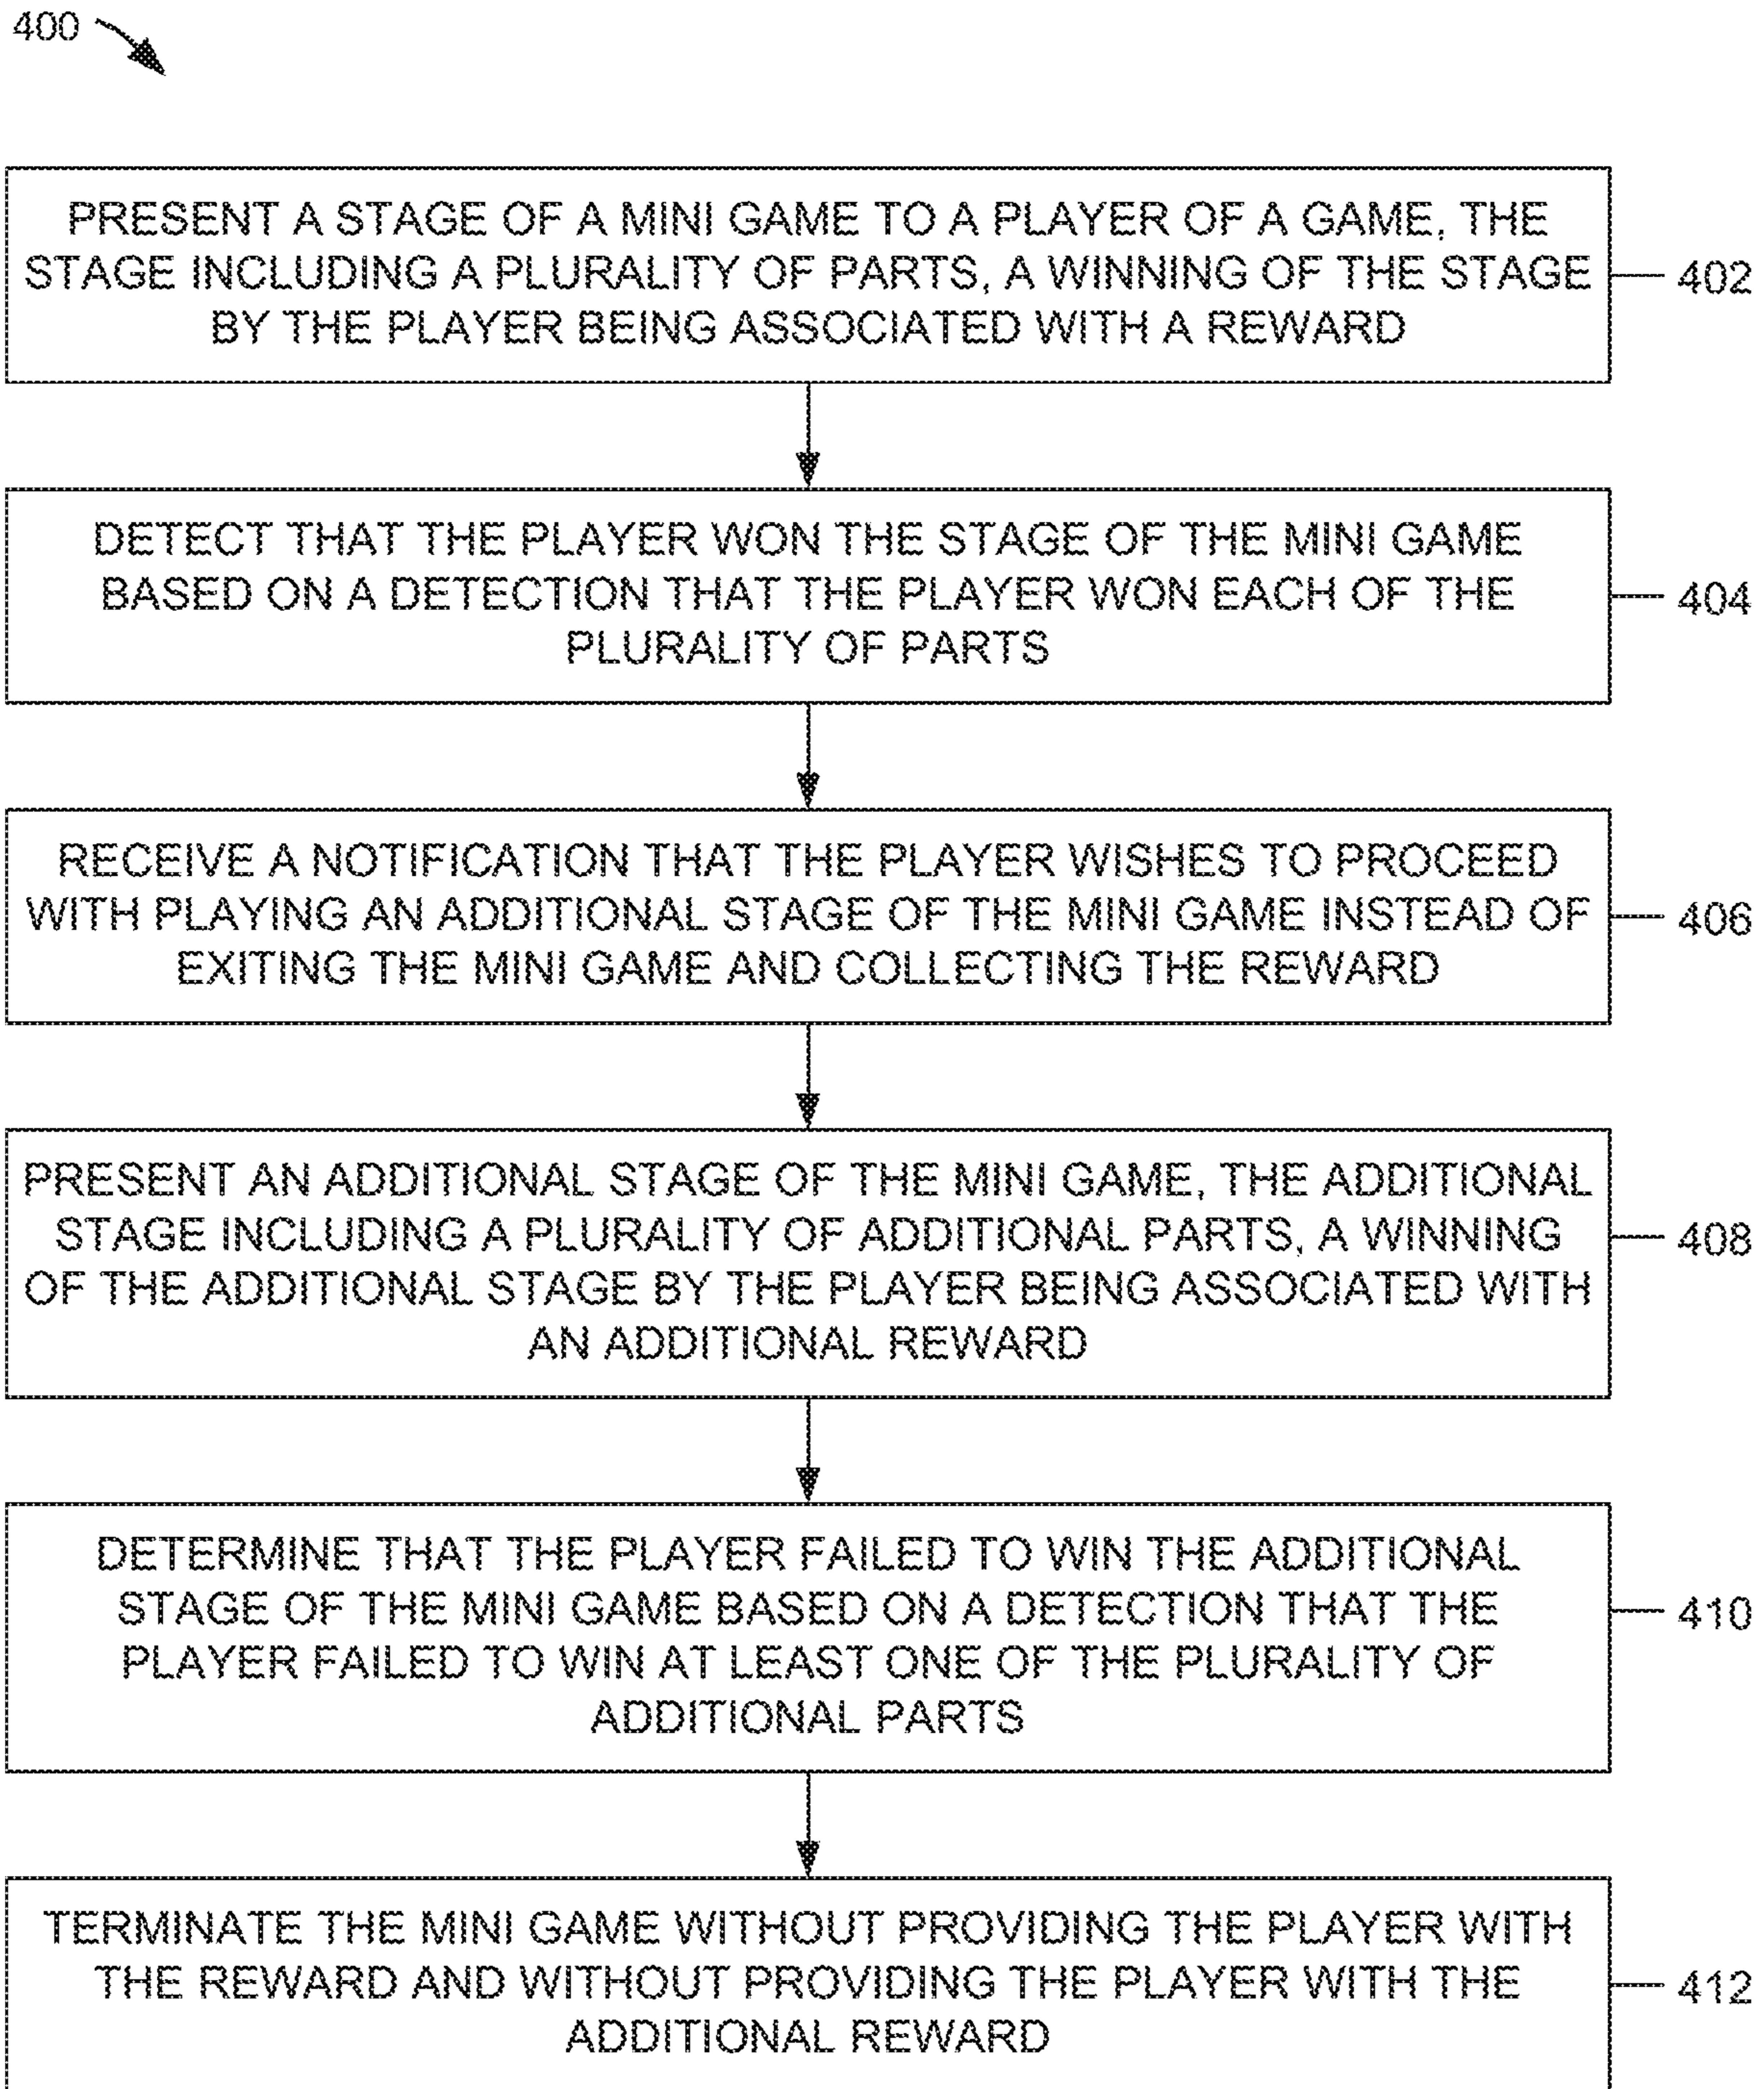 400
PRESENT A STAGE OF A MINI GAME TO A PLAYER OF A GAME, THE
STAGE INCLUDING A PLURALITY OF PARTS, A WINNING OF THE STAGE
BY THE PLAYER BEING ASSOCIATED WITH A REWARD
402
DETECT THAT THE PLAYER WON THE STAGE OF THE MINI GAME
BASED ON A DETECTION THAT THE PLAYER WON EACH OF THE
PLURALITY OF PARTS
404
RECEIVE A NOTIFICATION THAT THE PLAYER WISHES TO PROCEED
WITH PLAYING AN ADDITIONAL STAGE OF THE MINI GAME INSTEAD OF
EXITING THE MINI GAME AND COLLECTING THE REWARD
406
PRESENT AN ADDITIONAL STAGE OF THE MINI GAME, THE ADDITIONAL
STAGE INCLUDING A PLURALITY OF ADDITIONAL PARTS, A WINNING
OF THE ADDITIONAL STAGE BY THE PLAYER BEING ASSOCIATED WITH
AN ADDITIONAL REWARD
408
DETERMINE THAT THE PLAYER FAILED TO WIN THE ADDITIONAL
STAGE OF THE MINI GAME BASED ON A DETECTION THAT THE
PLAYER FAILED TO WIN AT LEAST ONE OF THE PLURALITY OF
ADDITIONAL PARTS
410
TERMINATE THE MINI GAME WITHOUT PROVIDING THE PLAYER WITH
THE REWARD AND WITHOUT PROVIDING THE PLAYER WITH THE
ADDITIONAL REWARD
412